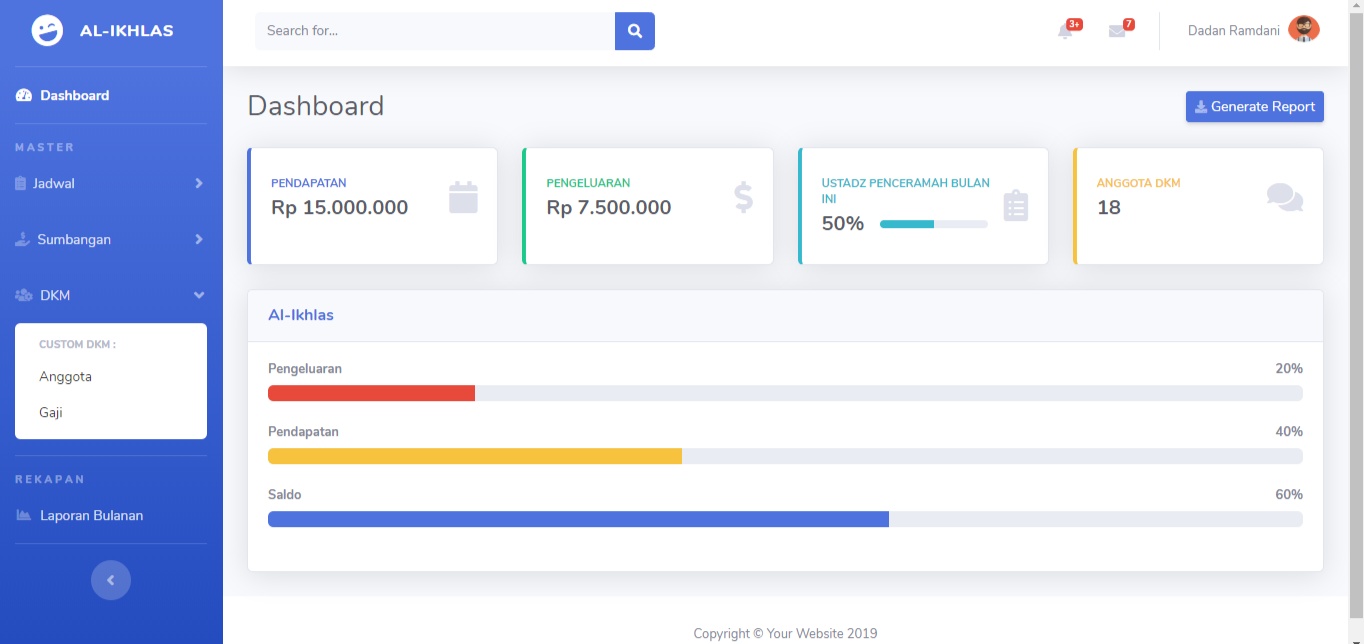 AL-IKHLAS
Search for...
3+
7
Dadan Ramdani
Dashboard
MASTER
Jadwal
Sumbangan
DKM
CUSTOM DKM :
Anggota
Gaji
REKAPAN
Laporan Bulanan
Dashboard
Generate Report
PENDAPATAN
Rp 15.000.000
PENGELUARAN
Rp 7.500.000
USTADZ PENCERAMAH BULAN
INI
50%
ANGGOTA DKM
18
Al-Ikhlas
Pengeluaran 20%
Pendapatan 40%
Saldo 60%
Copyright © Your Website 2019